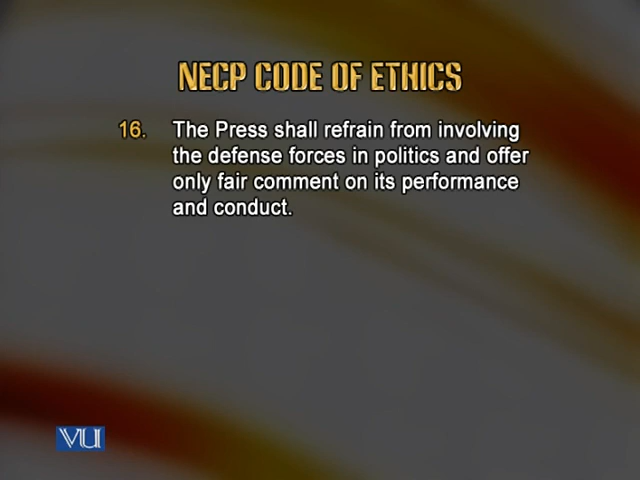 NECP CODE OF ETHICS
16. The Press shall refrain from involving
the defense forces in politics and offer
only fair comment on its performance
and conduct.
VU